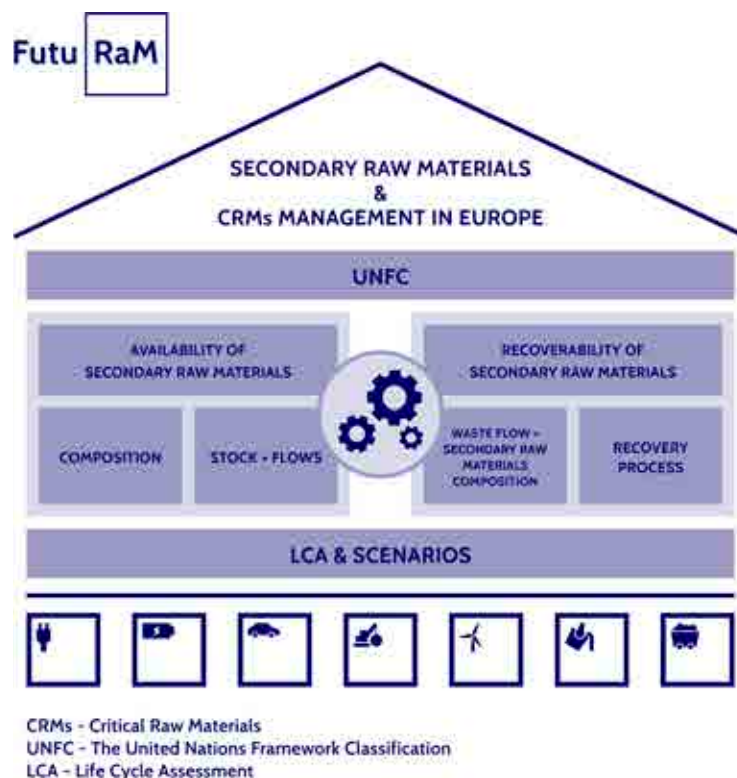 Futu RaM
SECONDARY RAW MATERIALS
&
CRMs MANAGEMENT IN EUROPE
UNFC
AVAILABILITY OF
SECONDARY RAW MATERIALS
RECOVERABILITY OF
SECONDARY RAW MATERIALS
COMPOSITION
STOCK + FLOWS
WASTE FLOW +
SECONDARY RAW
MATERIALS
COMPOSITION
RECOVERY
PROCESS
LCA & SCENARIOS
CRMs - Critical Raw Materials
UNFC - The United Nations Framework Classification
LCA - Life Cycle Assessment